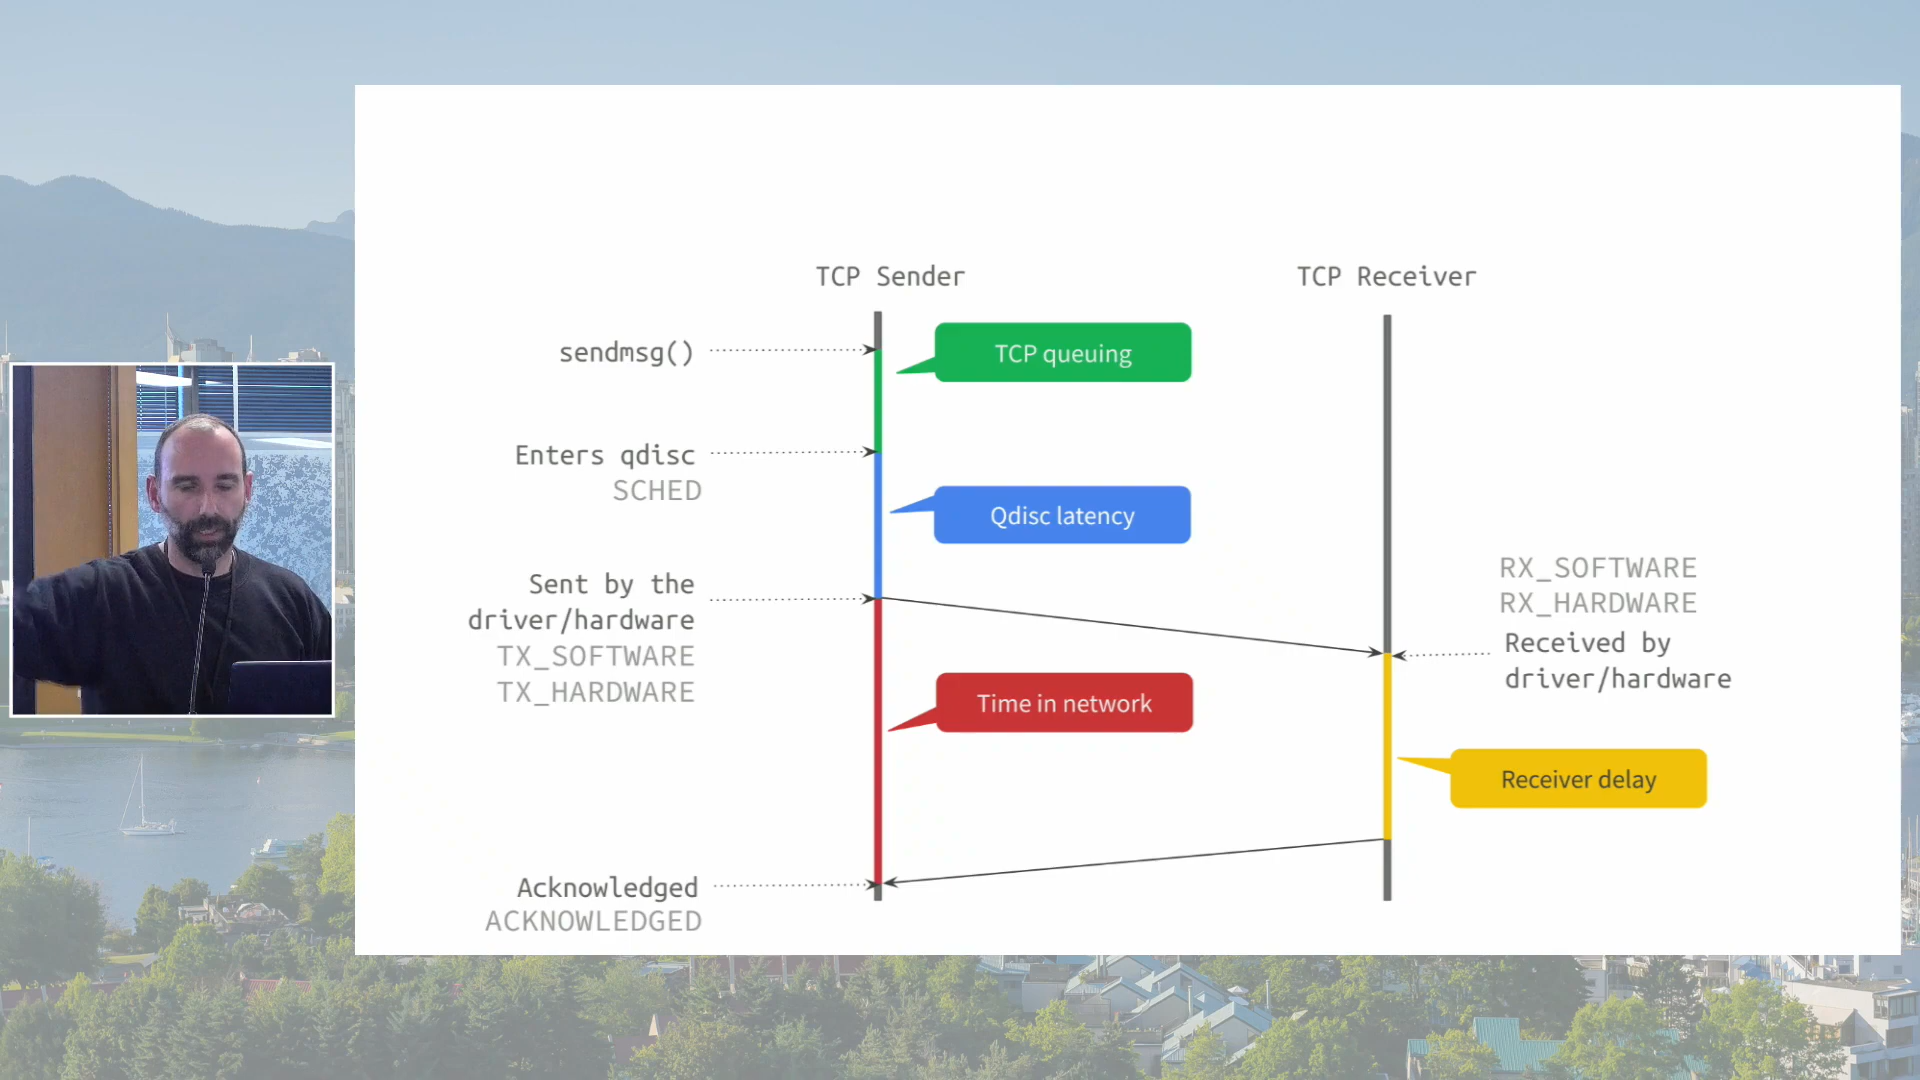 TCP Sender
TCP Receiver
sendmsg()
TCP queuing
Enters qdisc
SCHED
Qdisc latency
Sent by the
driver/hardware
TX_SOFTWARE
TX_HARDWARE
RX_SOFTWARE
RX_HARDWARE
Received by
driver/hardware
Time in network
Receiver delay
Acknowledged
ACKNOWLEDGED